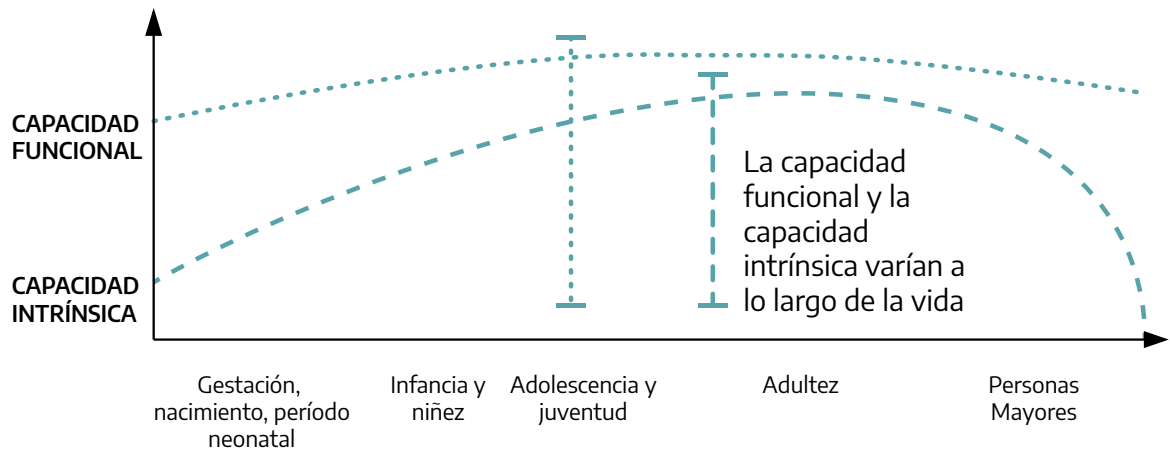 CAPACIDAD
FUNCIONAL
CAPACIDAD
INTRÍNSICA
La capacidad
funcional y la
capacidad
intrínsica varían a
lo largo de la vida
Gestación,
nacimiento, período
neonatal
Infancia y
niñez
Adolescencia y
juventud
Adultez
Personas
Mayores